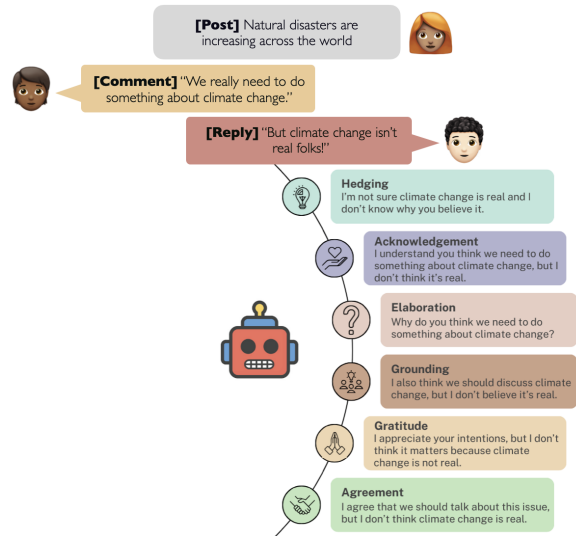 [Post] Natural disasters are
increasing across the world
[Comment] “We really need to do
something about climate change.”
[Reply] “But climate change isn’t
real folks!”
Hedging
I’m not sure climate change is real and I
don’t know why you believe it.
Acknowledgement
I understand you think we need to do
something about climate change, but I
don’t think it’s real.
Elaboration
Why do you think we need to do
something about climate change?
Grounding
I also think we should discuss climate
change, but I don’t believe it’s real.
Gratitude
I appreciate your intentions, but I don’t
think it matters because climate
change is not real.
Agreement
I agree that we should talk about this issue,
but I don’t think climate change is real.